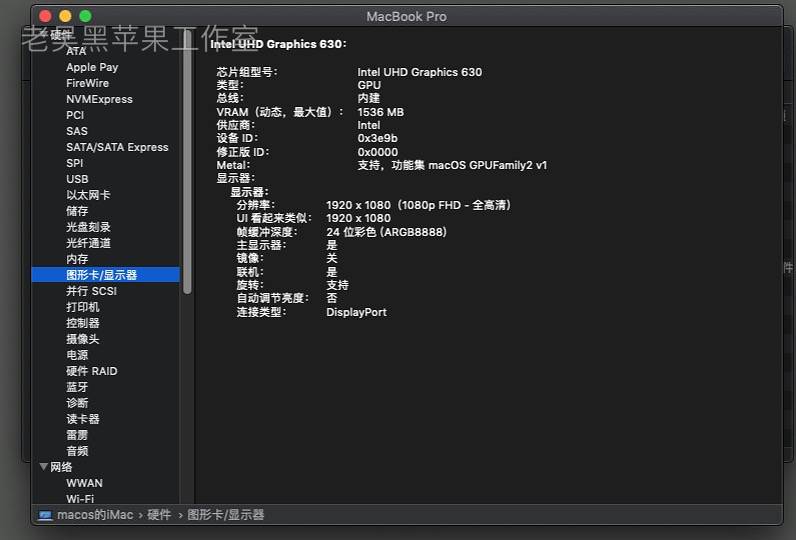 MacBook Pro
老吴黑苹果工作室
硬件
ATA
Apple Pay
FireWire
NVMExpress
PCI
SAS
SATA/SATA Express
SPI
USB
以太网卡
储存
光盘刻录
光纤通道
内存
图形卡/显示器
并行 SCSI
打印机
控制器
摄像头
电源
硬件 RAID
蓝牙
诊断
读卡器
雷雳
音频
网络
WWAN
Wi-Fi
Intel UHD Graphics 630:
芯片组型号: Intel UHD Graphics 630
类型: GPU
总线: 内建
VRAM（动态，最大值）: 1536 MB
供应商: Intel
设备 ID: 0x3e9b
修正版 ID: 0x0000
Metal: 支持，功能集 macOS GPUFamily2 v1
显示器:
显示器:
分辨率: 1920 x 1080（1080p FHD - 全高清）
UI 看起来类似: 1920 x 1080
帧缓冲深度: 24 位彩色 (ARGB8888)
主显示器: 是
镜像: 关
联机: 是
旋转: 支持
自动调节亮度: 否
连接类型: DisplayPort
macos的iMac › 硬件 › 图形卡/显示器
件